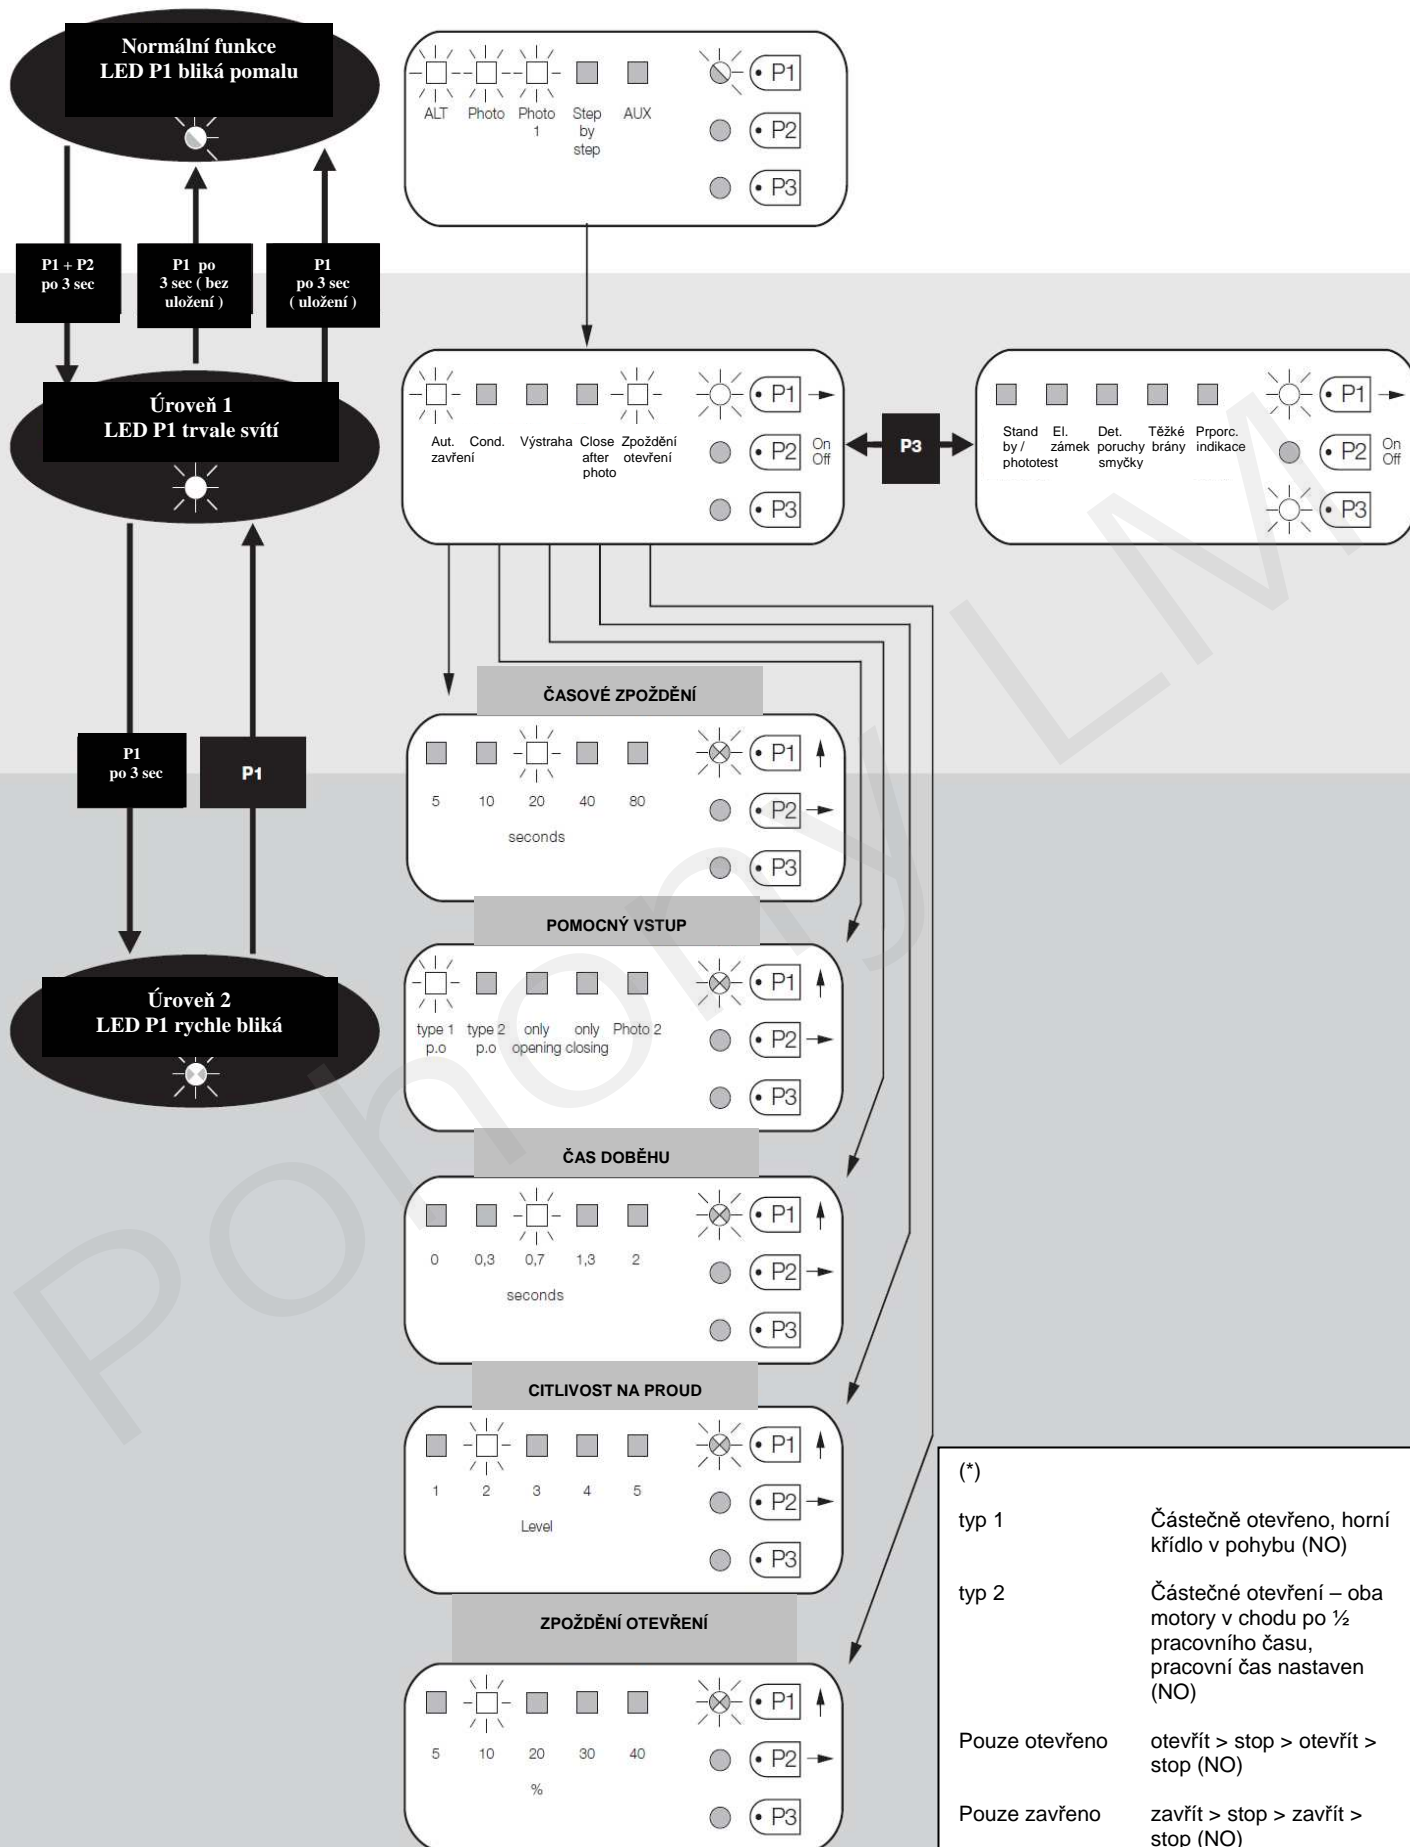 Normální funkce
LED P1 bliká pomalu
ALT Photo Photo 1 Step by step AUX
P1
P2
P3
P1 + P2
po 3 sec
P1 po
3 sec ( bez
uložení )
P1
po 3 sec
( uložení )
Úroveň 1
LED P1 trvale svítí
Aut. zavření
Cond.
Výstraha
Close after photo
Zpoždění otevření
P1
P2 On Off
P3
P3
Stand by / phototest
El. zámek
Det. poruchy smyčky
Těžké brány
Prporc. indikace
P1
P2 On Off
P3
P1
po 3 sec
P1
ČASOVÉ ZPOŽDĚNÍ
5 10 20 40 80
seconds
P1
P2
P3
POMOCNÝ VSTUP
type 1 p.o
type 2 p.o
only opening
only closing
Photo 2
P1
P2
P3
Úroveň 2
LED P1 rychle bliká
ČAS DOBĚHU
0 0,3 0,7 1,3 2
seconds
P1
P2
P3
CITLIVOST NA PROUD
1 2 3 4 5
Level
P1
P2
P3
ZPOŽDĚNÍ OTEVŘENÍ
5 10 20 30 40
%
P1
P2
P3
(*)
typ 1 Částečně otevřeno, horní
křídlo v pohybu (NO)
typ 2 Částečné otevření – oba
motory v chodu po ½
pracovního času,
pracovní čas nastaven
(NO)
Pouze otevřeno otevřít > stop > otevřít >
stop (NO)
Pouze zavřeno zavřít > stop > zavřít >
stop (NO)
Pohony LM